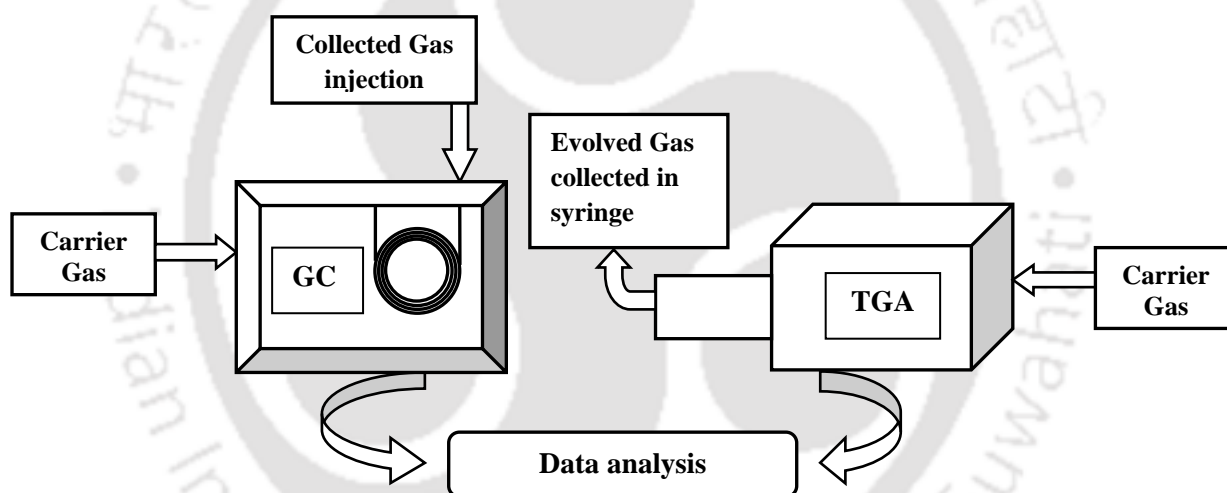 Collected Gas
injection
Evolved Gas
collected in
syringe
Carrier
Gas
GC
TGA
Carrier
Gas
Data analysis